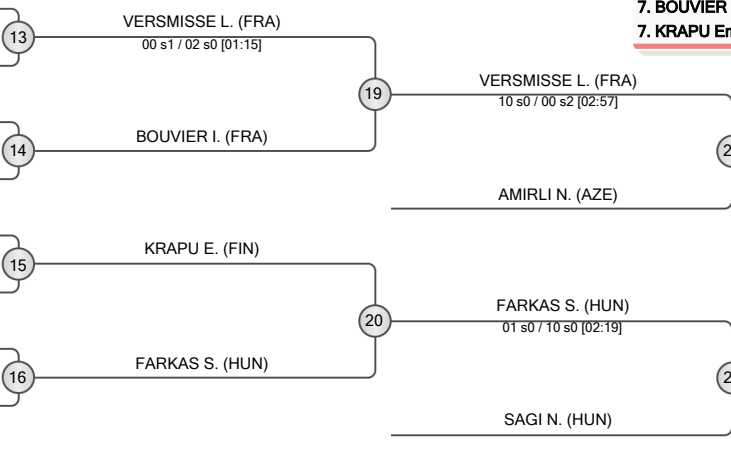 7. BOUVIER
7. KRAPU
13
VERSMISSE L. (FRA)
00 s1 / 02 s0 [01:15]
19
VERSMISSE L. (FRA)
10 s0 / 00 s2 [02:57]
14
BOUVIER I. (FRA)
AMIRLI N. (AZE)
15
KRAPU E. (FIN)
20
FARKAS S. (HUN)
01 s0 / 10 s0 [02:19]
16
FARKAS S. (HUN)
SAGI N. (HUN)